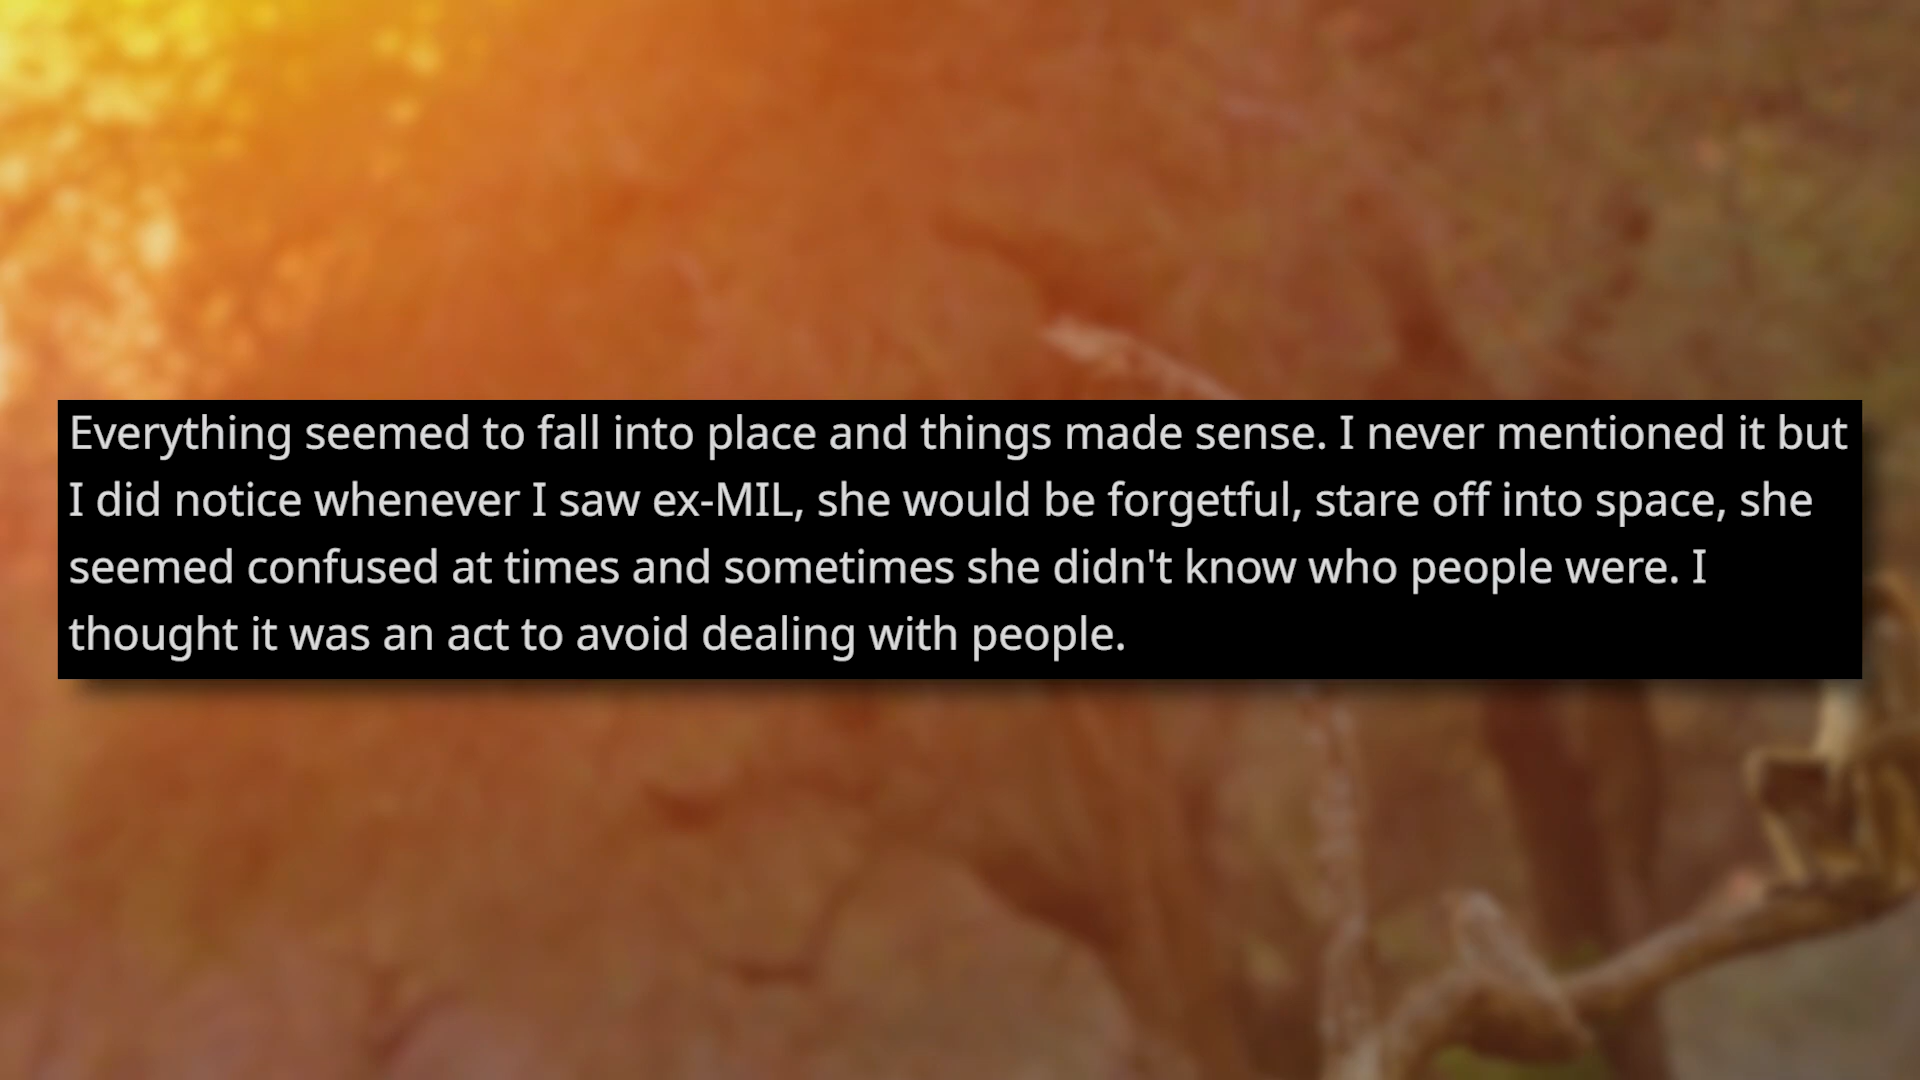 Everything seemed to fall into place and things made sense. I never mentioned it but
I did notice whenever I saw ex-MIL, she would be forgetful, stare off into space, she
seemed confused at times and sometimes she didn't know who people were. I
thought it was an act to avoid dealing with people.